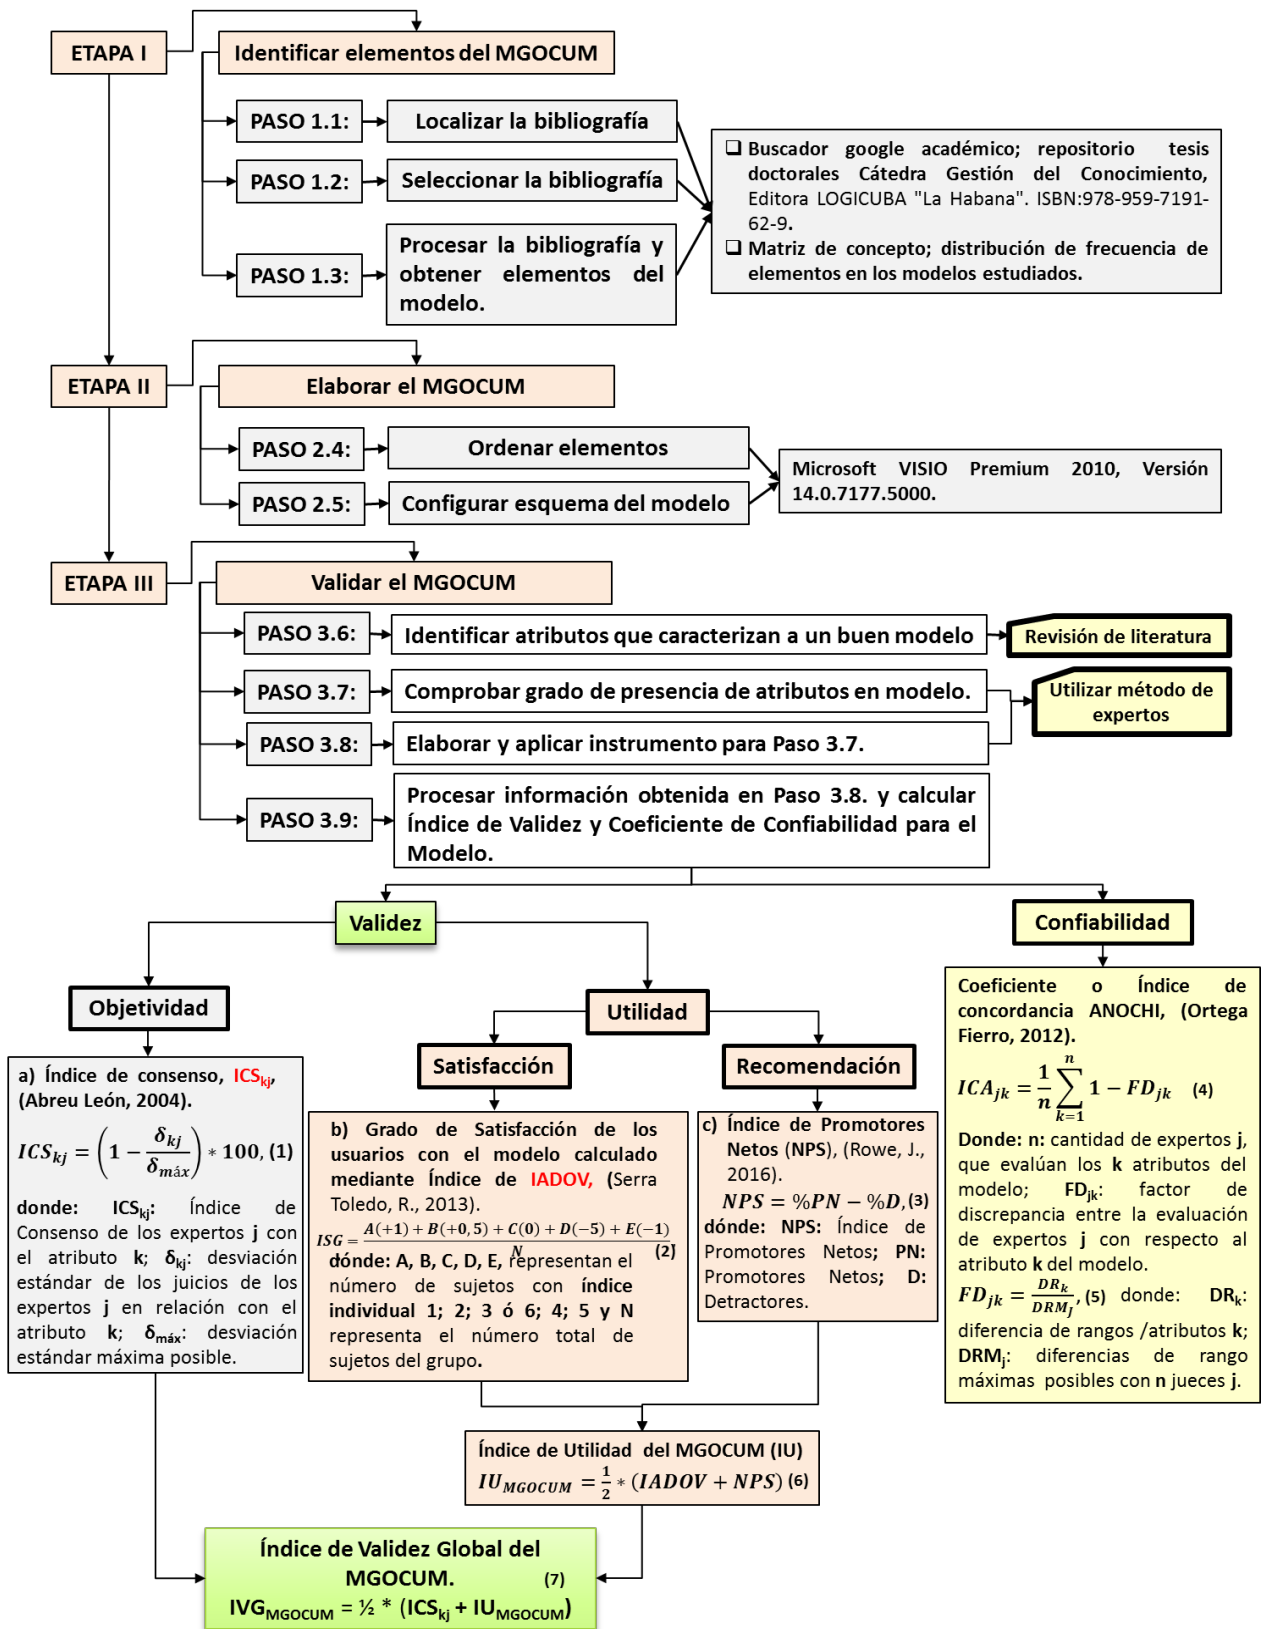 ETAPA I
Identificar elementos del MGOCUM
PASO 1.1:
Localizar la bibliografía
PASO 1.2:
Seleccionar la bibliografía
PASO 1.3:
Procesar la bibliografía y
obtener elementos del
modelo.
❑ Buscador google académico; repositorio tesis
doctorales Cátedra Gestión del Conocimiento,
Editora LOGICUBA "La Habana". ISBN:978-959-7191-
62-9.
❑ Matriz de concepto; distribución de frecuencia de
elementos en los modelos estudiados.
ETAPA II
Elaborar el MGOCUM
PASO 2.4:
Ordenar elementos
PASO 2.5:
Configurar esquema del modelo
Microsoft VISIO Premium 2010, Versión
14.0.7177.5000.
ETAPA III
Validar el MGOCUM
PASO 3.6:
Identificar atributos que caracterizan a un buen modelo
Revisión de literatura
PASO 3.7:
Comprobar grado de presencia de atributos en modelo.
Utilizar método de
expertos
PASO 3.8:
Elaborar y aplicar instrumento para Paso 3.7.
PASO 3.9:
Procesar información obtenida en Paso 3.8. y calcular
Índice de Validez y Coeficiente de Confiabilidad para el
Modelo.
Validez
Confiabilidad
Objetividad
Utilidad
Satisfacción
Recomendación
a) Índice de consenso, ICSkj,
(Abreu León, 2004).
ICSkj = (1 − δkj/δmáx) ∗ 100, (1)
donde: ICSkj: Índice de
Consenso de los expertos j con
el atributo k; δkj: desviación
estándar de los juicios de los
expertos j en relación con el
atributo k; δmáx: desviación
estándar máxima posible.
b) Grado de Satisfacción de los
usuarios con el modelo calculado
mediante Índice de IADOV, (Serra
Toledo, R., 2013).
ISG = A(+1) + B(+0,5) + C(0) + D(−5) + E(−1)/N, (2)
dónde: A, B, C, D, E, representan el
número de sujetos con índice
individual 1; 2; 3 ó 6; 4; 5 y N
representa el número total de
sujetos del grupo.
c) Índice de Promotores
Netos (NPS), (Rowe, J.,
2016).
NPS = %PN − %D, (3)
dónde: NPS: Índice de
Promotores Netos; PN:
Promotores Netos; D:
Detractores.
Coeficiente o Índice de
concordancia ANOCHI, (Ortega
Fierro, 2012).
ICAjk = 1/n ∑ n k=1 1 − FDjk (4)
Donde: n: cantidad de expertos j,
que evalúan los k atributos del
modelo; FDjk: factor de
discrepancia entre la evaluación
de expertos j con respecto al
atributo k del modelo.
FDjk = DRk/DRMj, (5) donde: DRk:
diferencia de rangos /atributos k;
DRMj: diferencias de rango
máximas posibles con n jueces j.
Índice de Utilidad del MGOCUM (IU)
IUMGOCUM = 1/2 ∗ (IADOV + NPS) (6)
Índice de Validez Global del
MGOCUM. (7)
IVGMGOCUM = ½ * (ICSkj + IUMGOCUM)